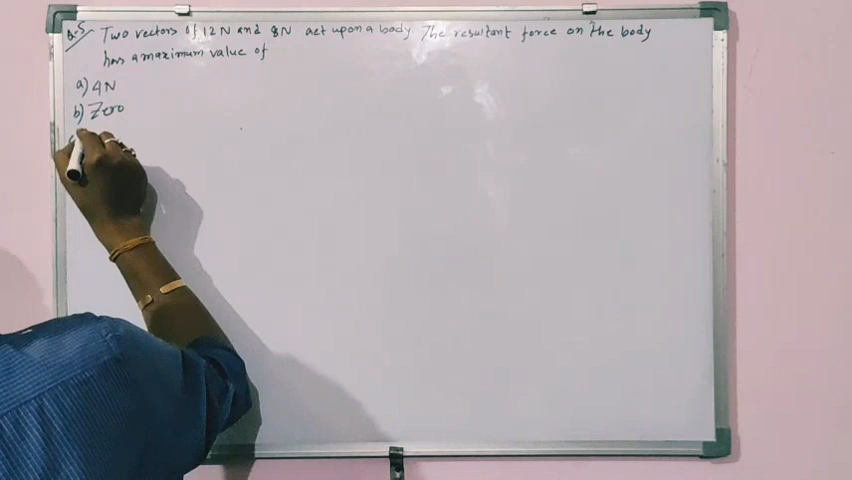 Q.5 Two vectors of 12N and 8N act upon a body. The resultant force on the body
has a maximum value of
a) 4N
b) Zero